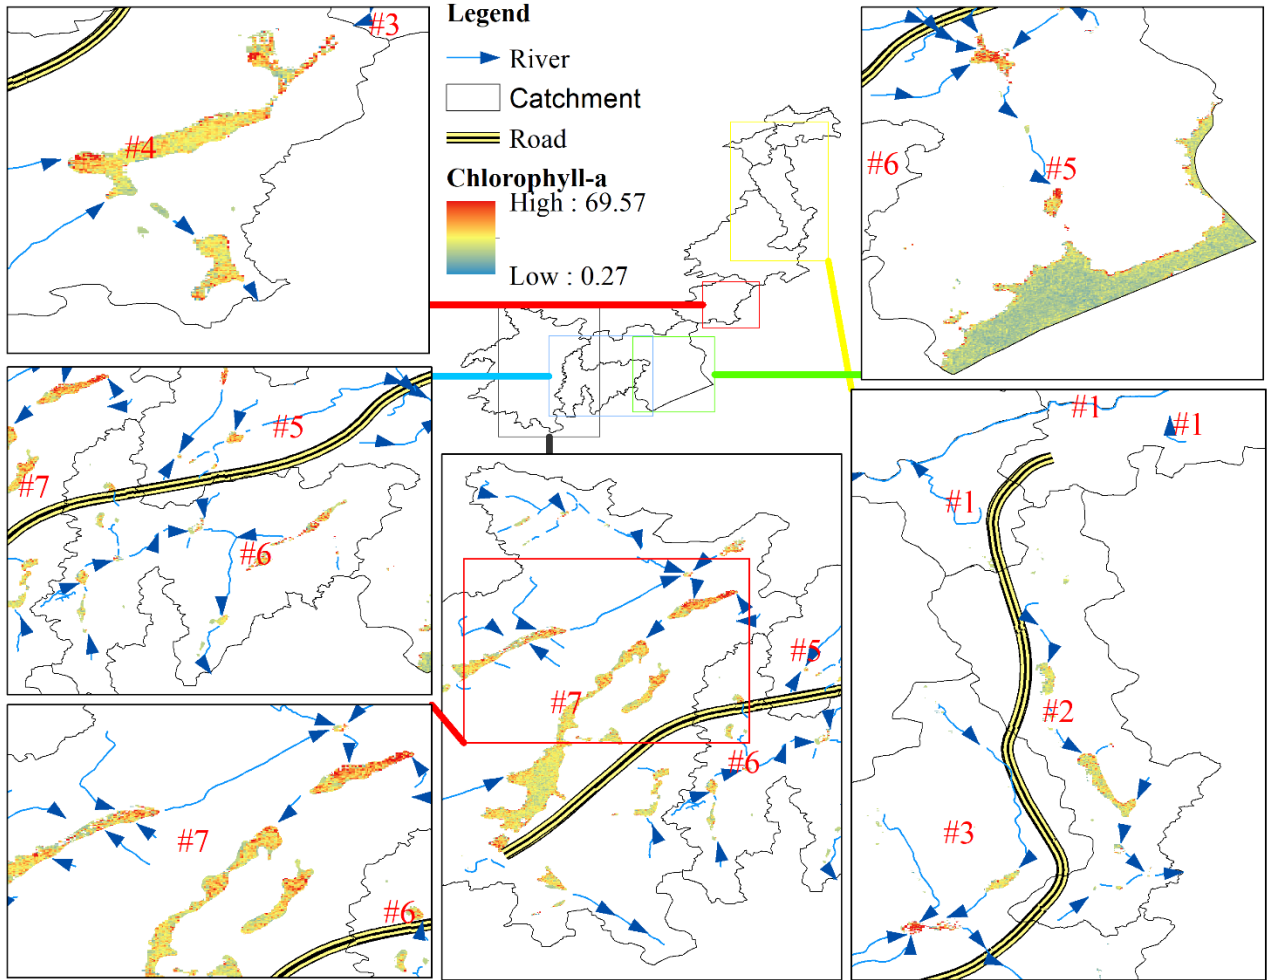 Legend
River
Catchment
Road
Chlorophyll-a
High : 69.57
Low : 0.27
#3
#4
#6
#5
#5
#7
#6
#1
#1
#1
#2
#3
#5
#7
#6
#7
#6